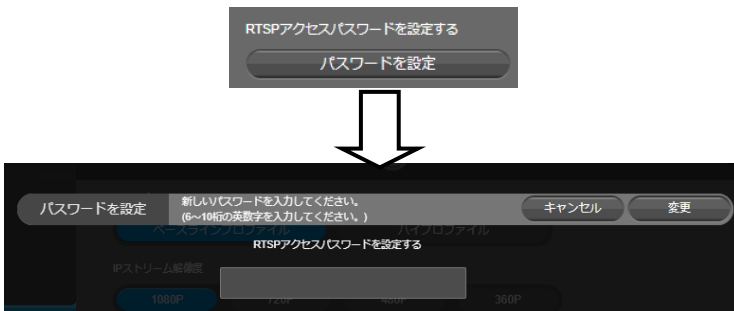 RTSPアクセスパスワードを設定する
パスワードを設定
パスワードを設定
新しいパスワードを入力してください。
(6～10桁の英数字を入力してください。)
キャンセル
変更
ベースラインプロファイル
ハイプロファイル
RTSPアクセスパスワードを設定する
IPストリーム解像度
1080P
720P
480P
360P